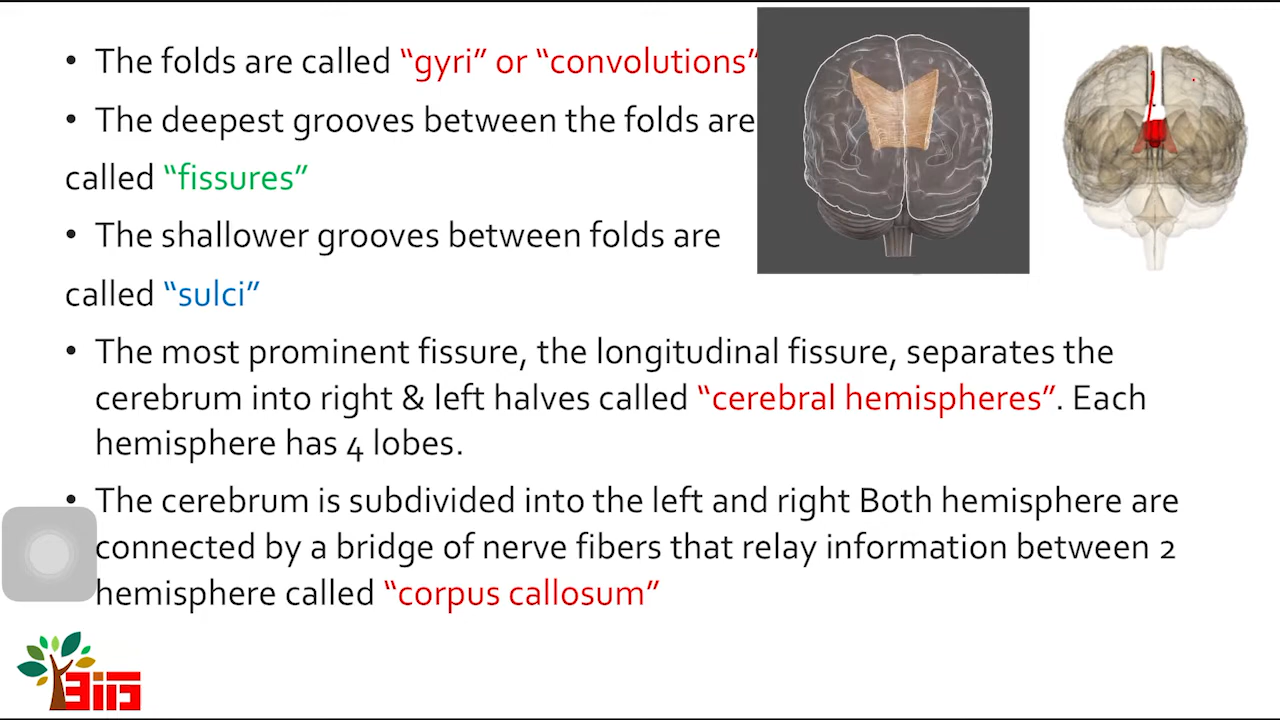 • The folds are called “gyri” or “convolutions”
• The deepest grooves between the folds are
called “fissures”
• The shallower grooves between folds are
called “sulci”
• The most prominent fissure, the longitudinal fissure, separates the
cerebrum into right & left halves called “cerebral hemispheres”. Each
hemisphere has 4 lobes.
• The cerebrum is subdivided into the left and right Both hemisphere are
connected by a bridge of nerve fibers that relay information between 2
hemisphere called “corpus callosum”